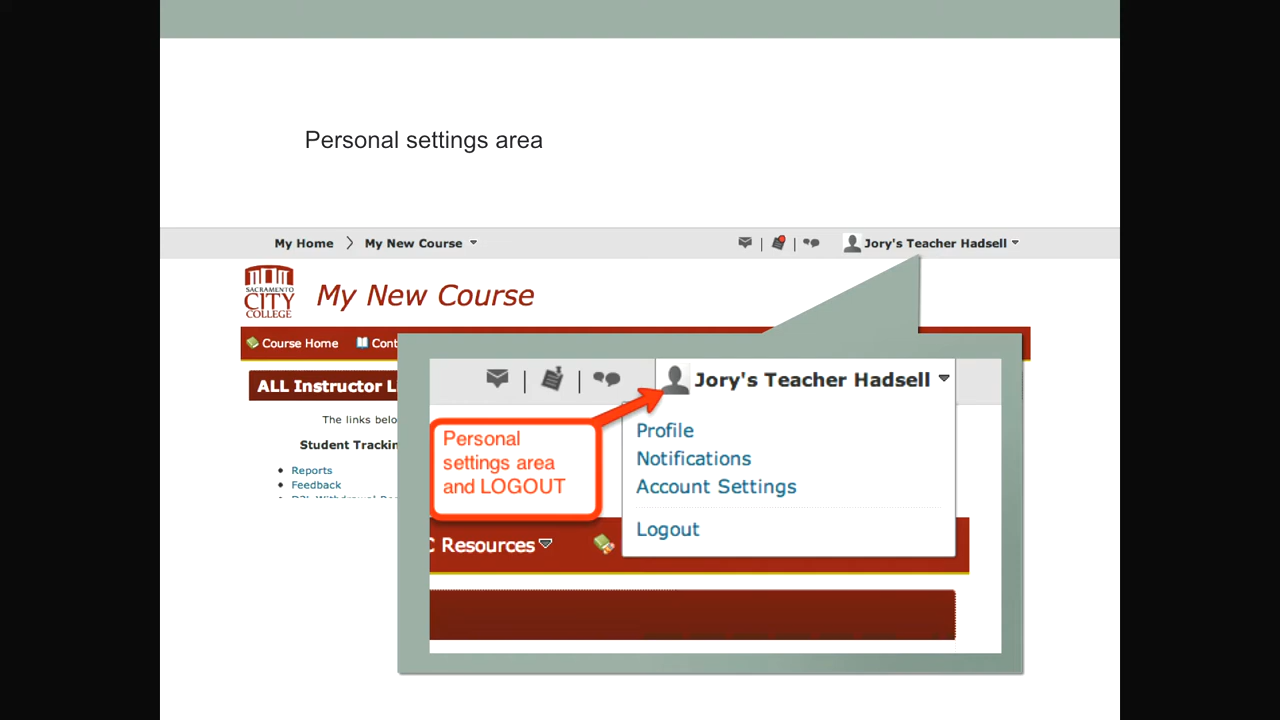 Personal settings area
My Home My New Course
Jory's Teacher Hadsell
SACRAMENTO
CITY
COLLEGE
My New Course
Course Home Cont
ALL Instructor L
The links belo
Student Trackin
Reports
Feedback
Jory's Teacher Hadsell
Personal
settings area
and LOGOUT
Profile
Notifications
Account Settings
Logout
C Resources